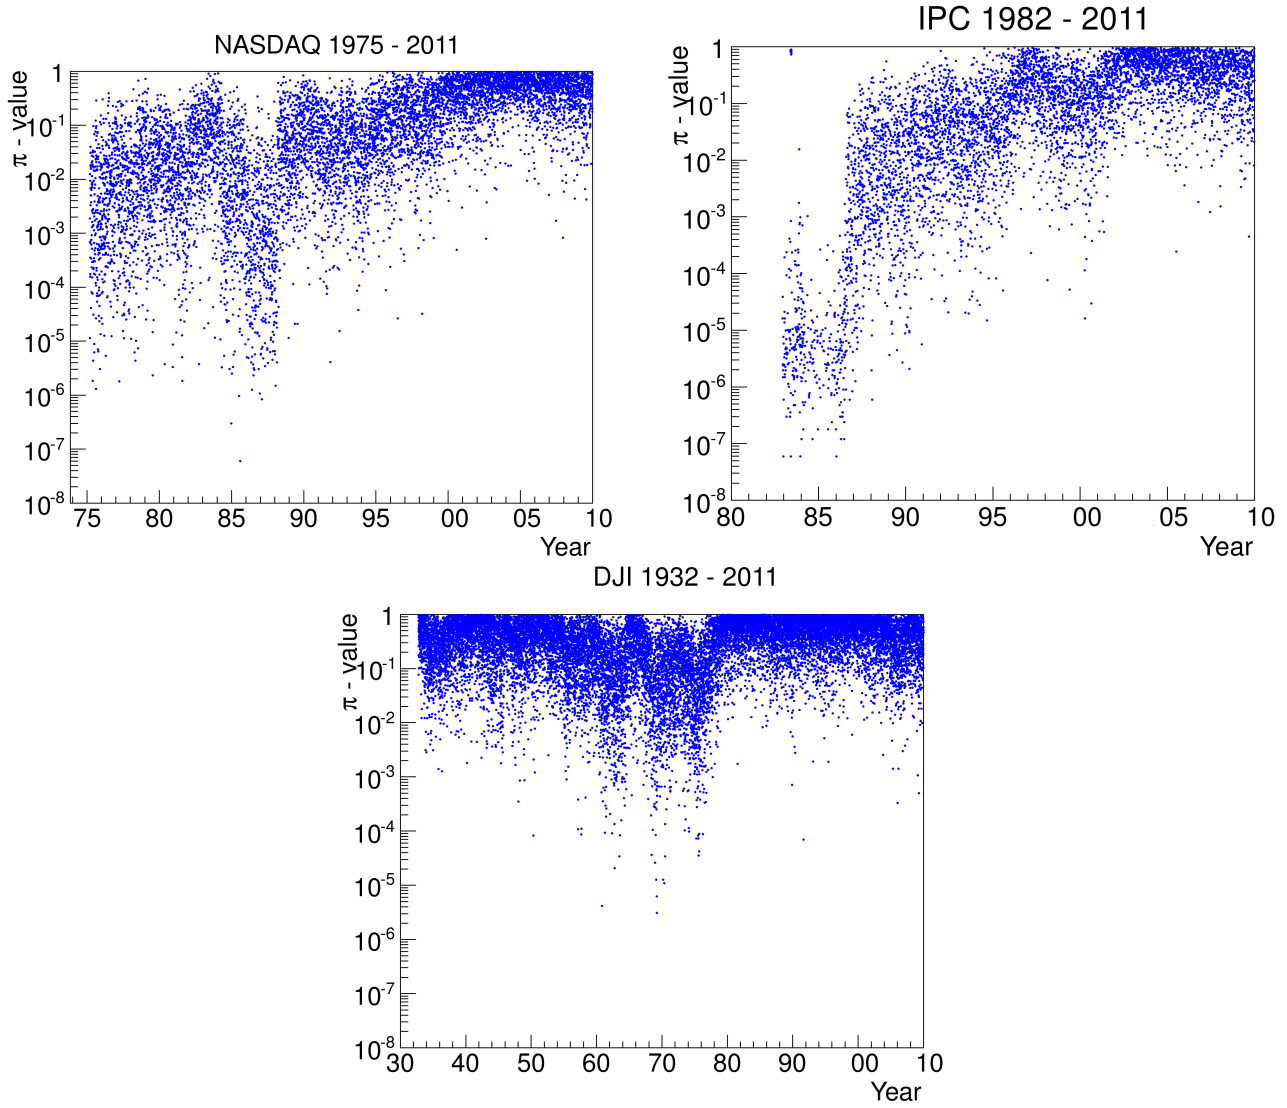 NASDAQ 1975 - 2011
π - value
1
10-1
10-2
10-3
10-4
10-5
10-6
10-7
10-8
75 80 85 90 95 00 05 10
Year
IPC 1982 - 2011
π - value
1
10-1
10-2
10-3
10-4
10-5
10-6
10-7
10-8
80 85 90 95 00 05 10
Year
DJI 1932 - 2011
π - value
1
10-1
10-2
10-3
10-4
10-5
10-6
10-7
10-8
30 40 50 60 70 80 90 00 10
Year